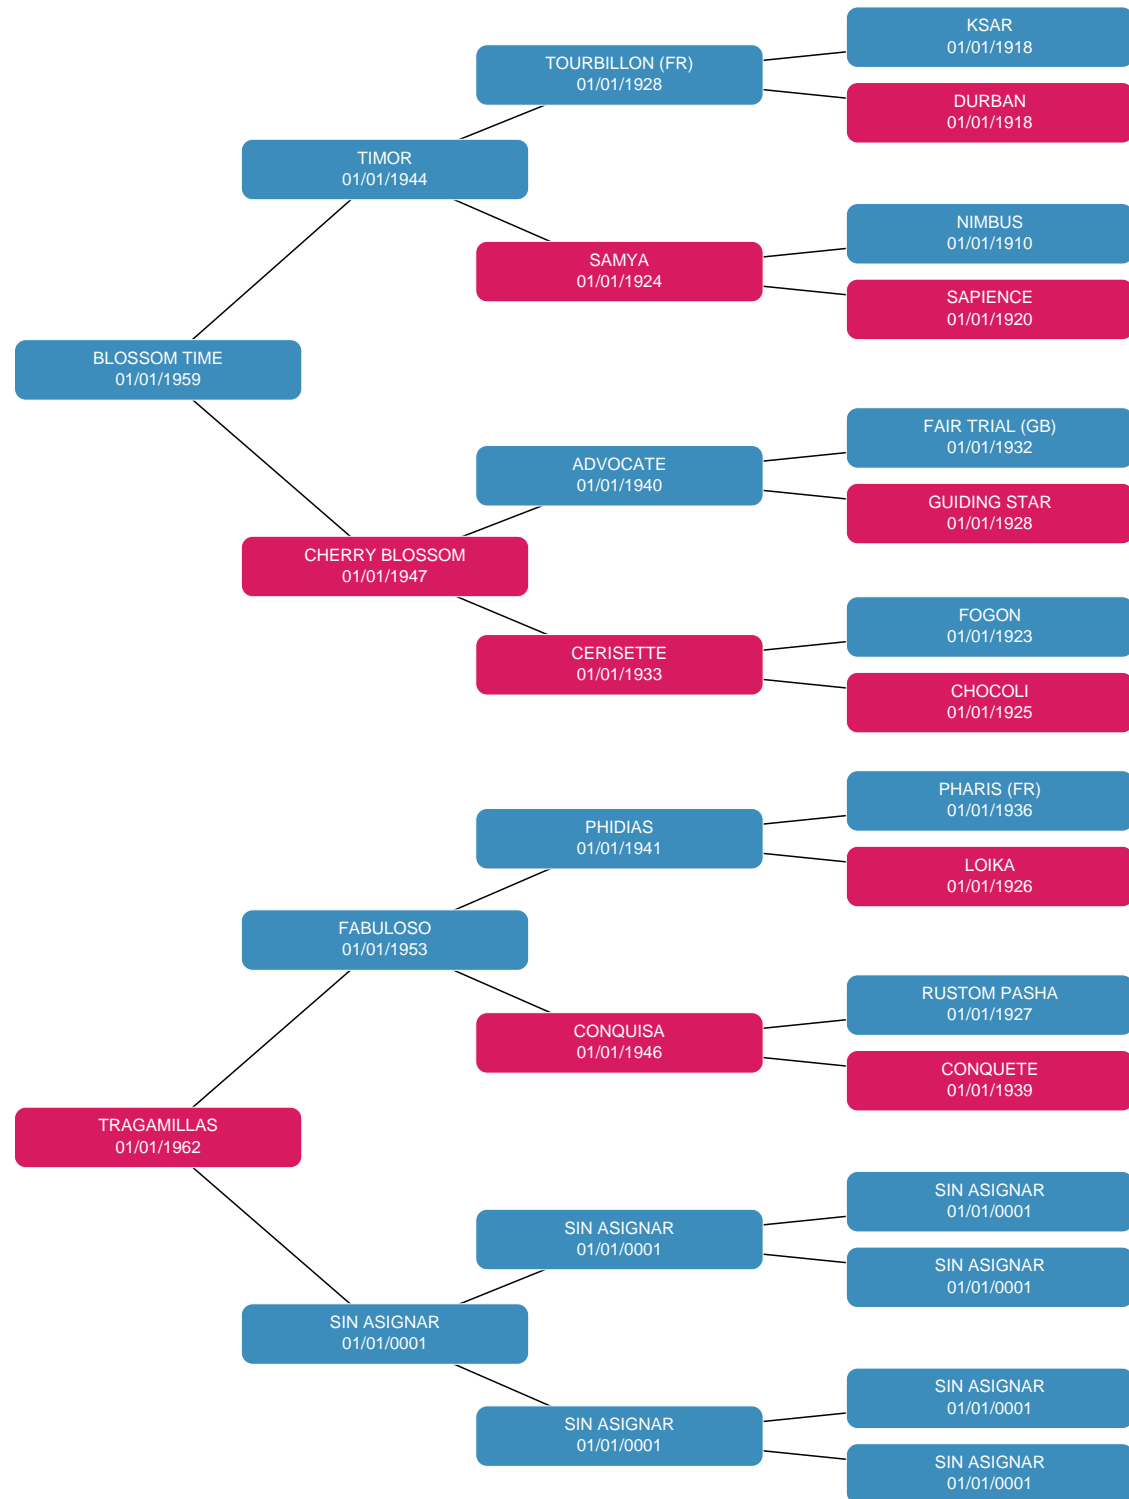 KSAR
01/01/1918
TOURBILLON (FR)
01/01/1928
DURBAN
01/01/1918
TIMOR
01/01/1944
NIMBUS
01/01/1910
SAMYA
01/01/1924
SAPIENCE
01/01/1920
BLOSSOM TIME
01/01/1959
FAIR TRIAL (GB)
01/01/1932
ADVOCATE
01/01/1940
GUIDING STAR
01/01/1928
CHERRY BLOSSOM
01/01/1947
FOGON
01/01/1923
CERISETTE
01/01/1933
CHOCOLI
01/01/1925
PHARIS (FR)
01/01/1936
PHIDIAS
01/01/1941
LOIKA
01/01/1926
FABULOSO
01/01/1953
RUSTOM PASHA
01/01/1927
CONQUISA
01/01/1946
CONQUETE
01/01/1939
TRAGAMILLAS
01/01/1962
SIN ASIGNAR
01/01/0001
SIN ASIGNAR
01/01/0001
SIN ASIGNAR
01/01/0001
SIN ASIGNAR
01/01/0001
SIN ASIGNAR
01/01/0001
SIN ASIGNAR
01/01/0001
SIN ASIGNAR
01/01/0001